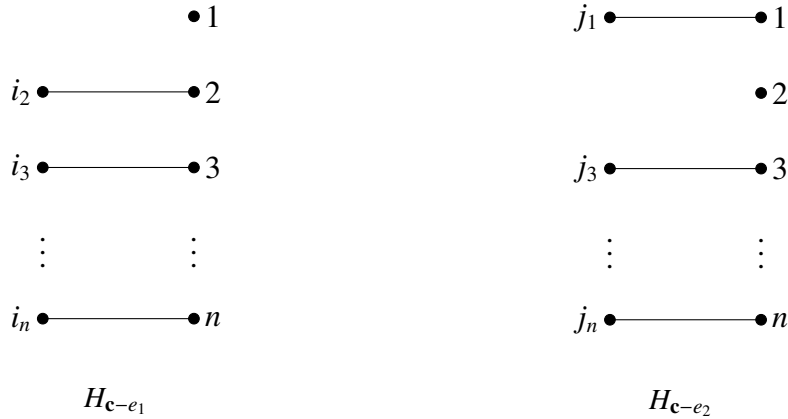 1 j₁ 1
i₂ 2 2
i₃ 3 j₃ 3
⋮ ⋮ ⋮ ⋮
iₙ n jₙ n
H_{c−e₁} H_{c−e₂}